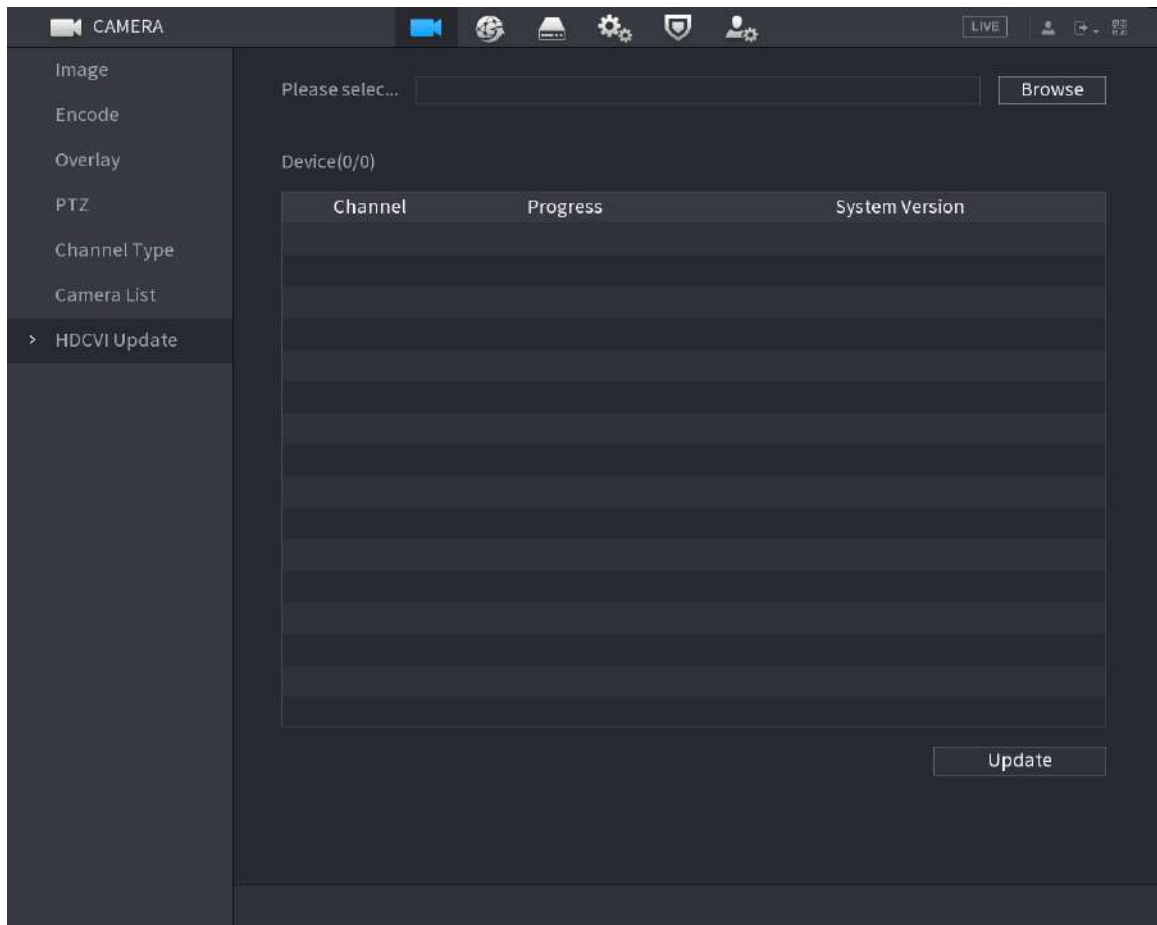 CAMERA
LIVE
Image
Encode
Overlay
PTZ
Channel Type
Camera List
> HDCVI Update
Please selec...
Browse
Device(0/0)
Channel Progress System Version
Update